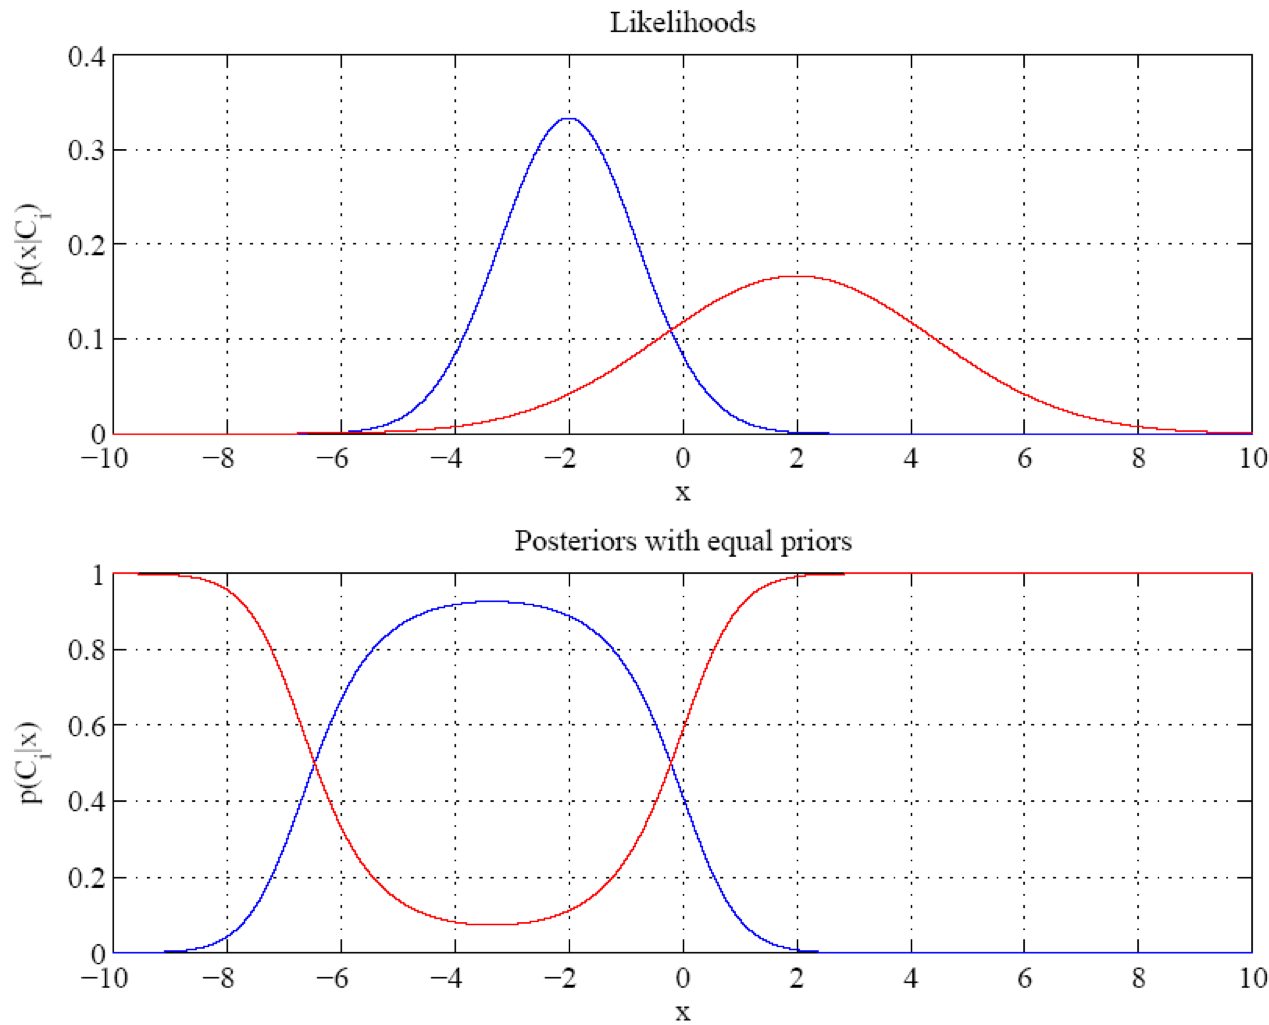 Likelihoods
0.4
0.3
0.2
0.1
0
p(x|C_i)
−10 −8 −6 −4 −2 0 2 4 6 8 10
x
Posteriors with equal priors
1
0.8
0.6
0.4
0.2
0
p(C_i|x)
−10 −8 −6 −4 −2 0 2 4 6 8 10
x